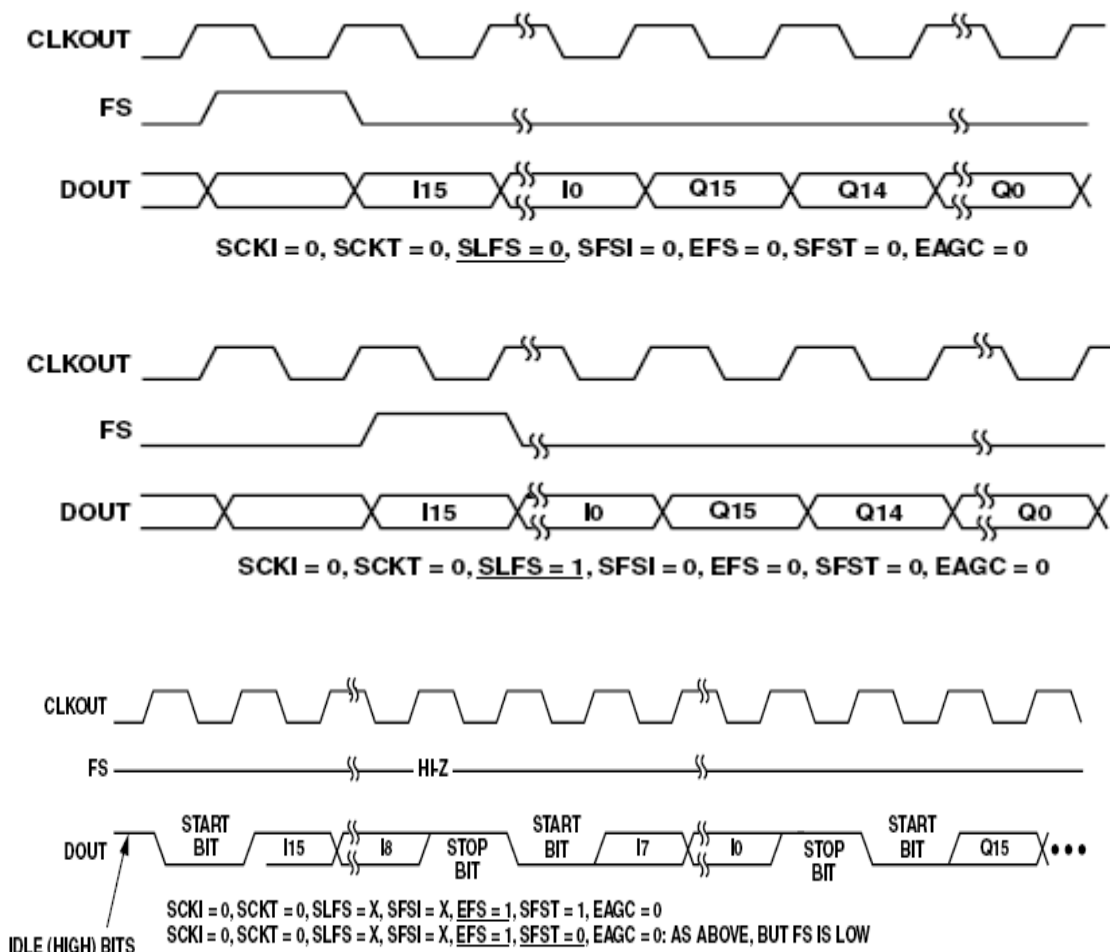 CLKOUT
FS
DOUT I15 I0 Q15 Q14 Q0
SCKI = 0, SCKT = 0, SLFS = 0, SFSI = 0, EFS = 0, SFST = 0, EAGC = 0
CLKOUT
FS
DOUT I15 I0 Q15 Q14 Q0
SCKI = 0, SCKT = 0, SLFS = 1, SFSI = 0, EFS = 0, SFST = 0, EAGC = 0
CLKOUT
FS HI-Z
DOUT START BIT I15 I8 STOP BIT START BIT I7 I0 STOP BIT START BIT Q15
SCKI = 0, SCKT = 0, SLFS = X, SFSI = X, EFS = 1, SFST = 1, EAGC = 0
SCKI = 0, SCKT = 0, SLFS = X, SFSI = X, EFS = 1, SFST = 0, EAGC = 0: AS ABOVE, BUT FS IS LOW
IDLE (HIGH) BITS